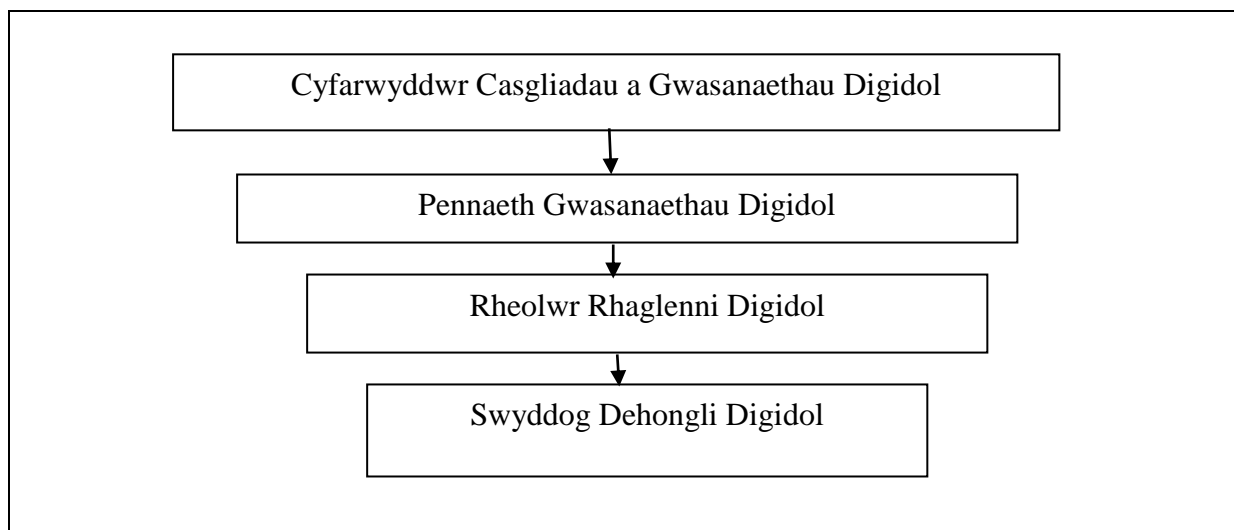 Cyfarwyddwr Casgliadau a Gwasanaethau Digidol
Pennaeth Gwasanaethau Digidol
Rheolwr Rhaglenni Digidol
Swyddog Dehongli Digidol